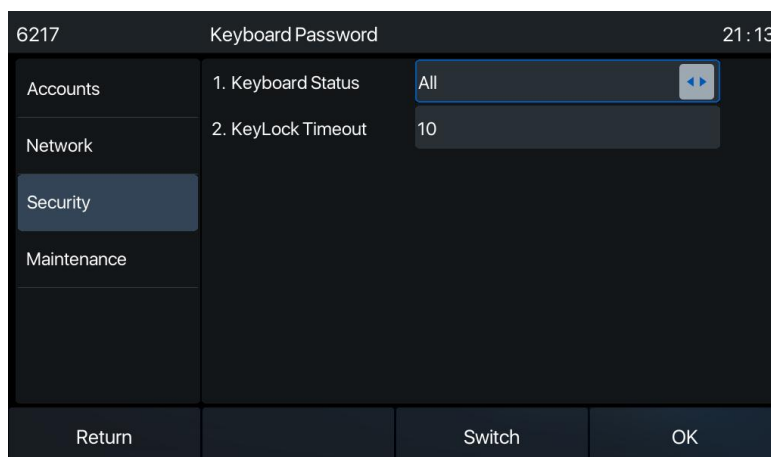 6217 Keyboard Password 21:13
Accounts
Network
Security
Maintenance
1. Keyboard Status All
2. KeyLock Timeout 10
Return Switch OK